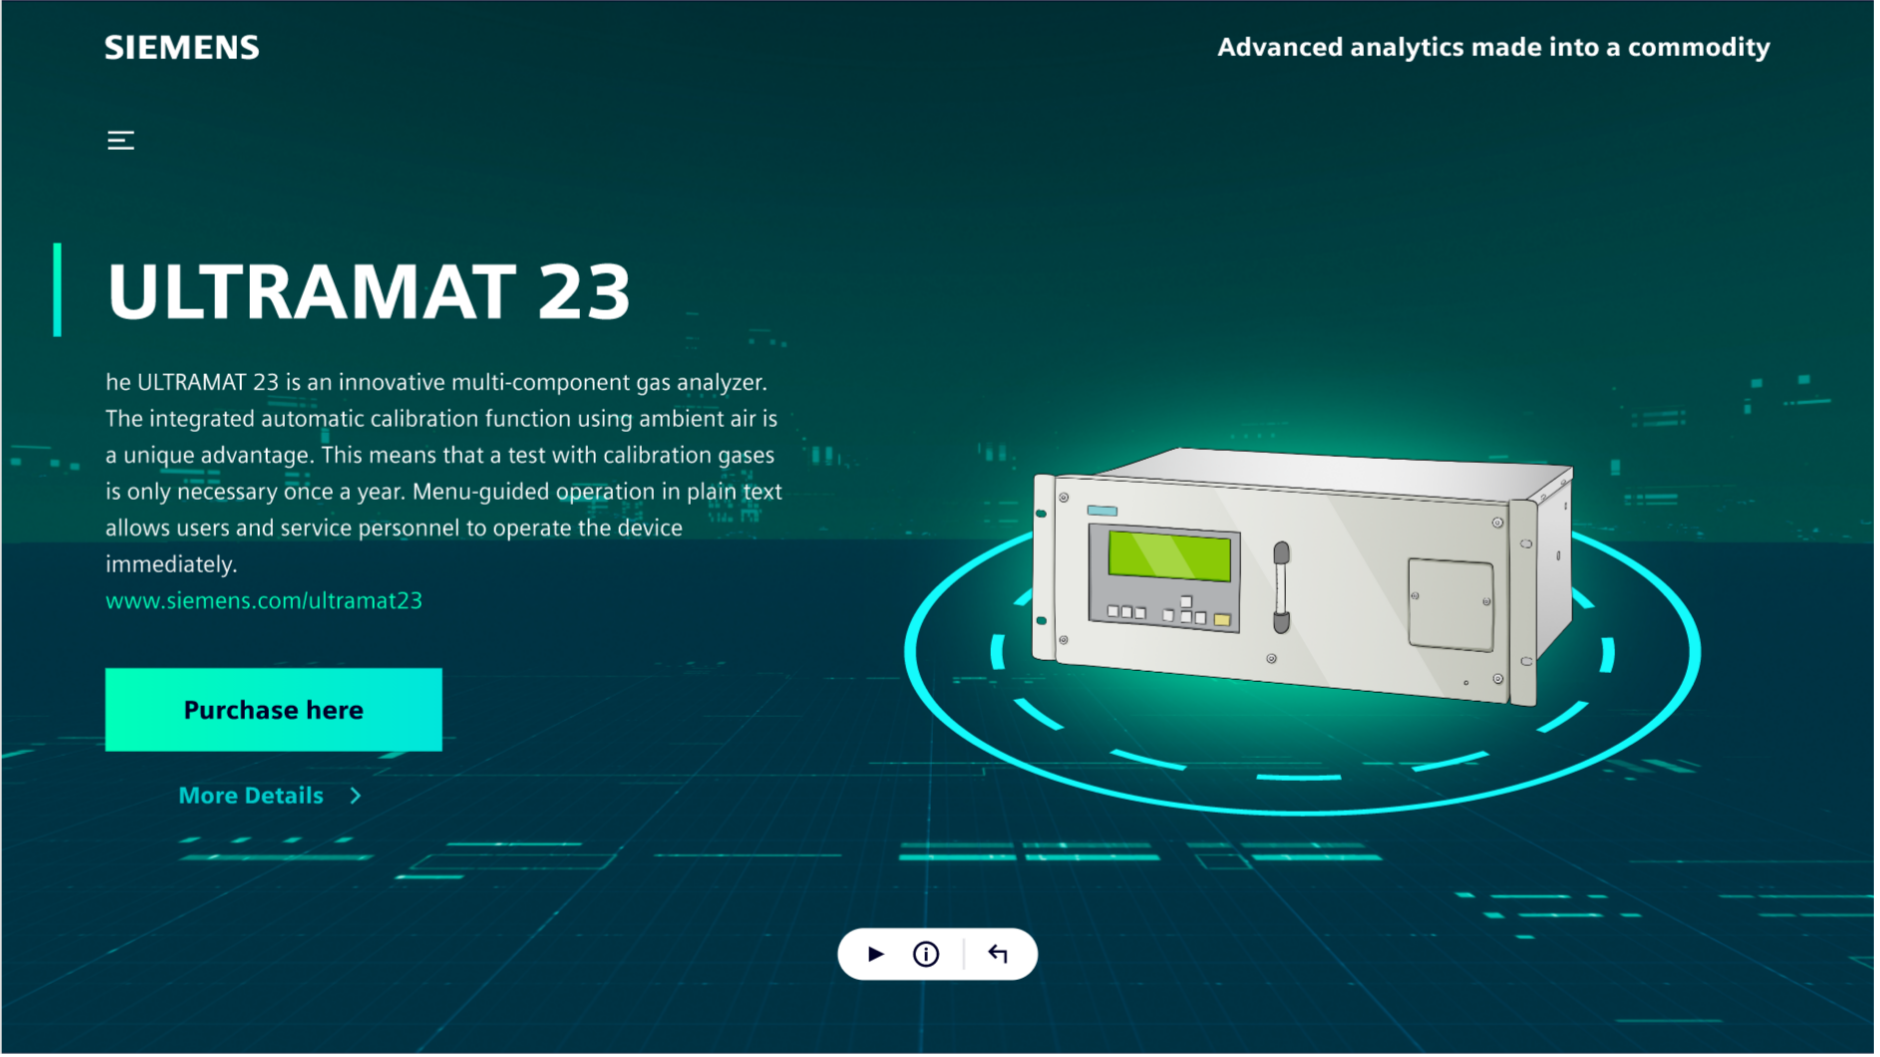 SIEMENS
Advanced analytics made into a commodity
ULTRAMAT 23
he ULTRAMAT 23 is an innovative multi-component gas analyzer.
The integrated automatic calibration function using ambient air is
a unique advantage. This means that a test with calibration gases
is only necessary once a year. Menu-guided operation in plain text
allows users and service personnel to operate the device
immediately.
www.siemens.com/ultramat23
Purchase here
More Details